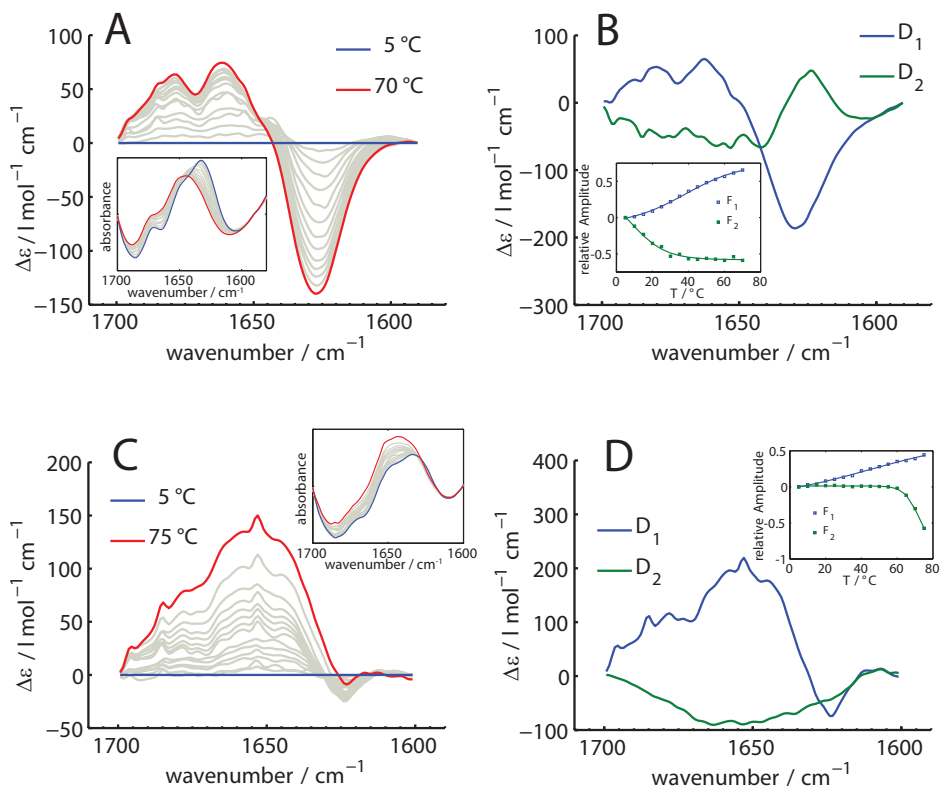 A
5 °C
70 °C
100
50
0
−50
−100
−150
Δε / l mol⁻¹ cm⁻¹
1700
1650
1600
wavenumber / cm⁻¹
absorbance
1700
1650
1600
wavenumber / cm⁻¹
B
D₁
D₂
100
0
−100
−200
−300
Δε / l mol⁻¹ cm⁻¹
1700
1650
1600
wavenumber / cm⁻¹
relative Amplitude
0.5
0
-0.5
F₁
F₂
0
20
40
60
80
T / °C
C
5 °C
75 °C
200
150
100
50
0
−50
Δε / l mol⁻¹ cm⁻¹
1700
1650
1600
wavenumber / cm⁻¹
absorbance
1700
1650
1600
wavenumber / cm⁻¹
D
D₁
D₂
400
300
200
100
0
−100
Δε / l mol⁻¹ cm⁻¹
1700
1650
1600
wavenumber / cm⁻¹
relative Amplitude
0.5
0
-0.5
-1
F₁
F₂
0
20
40
60
80
T / °C